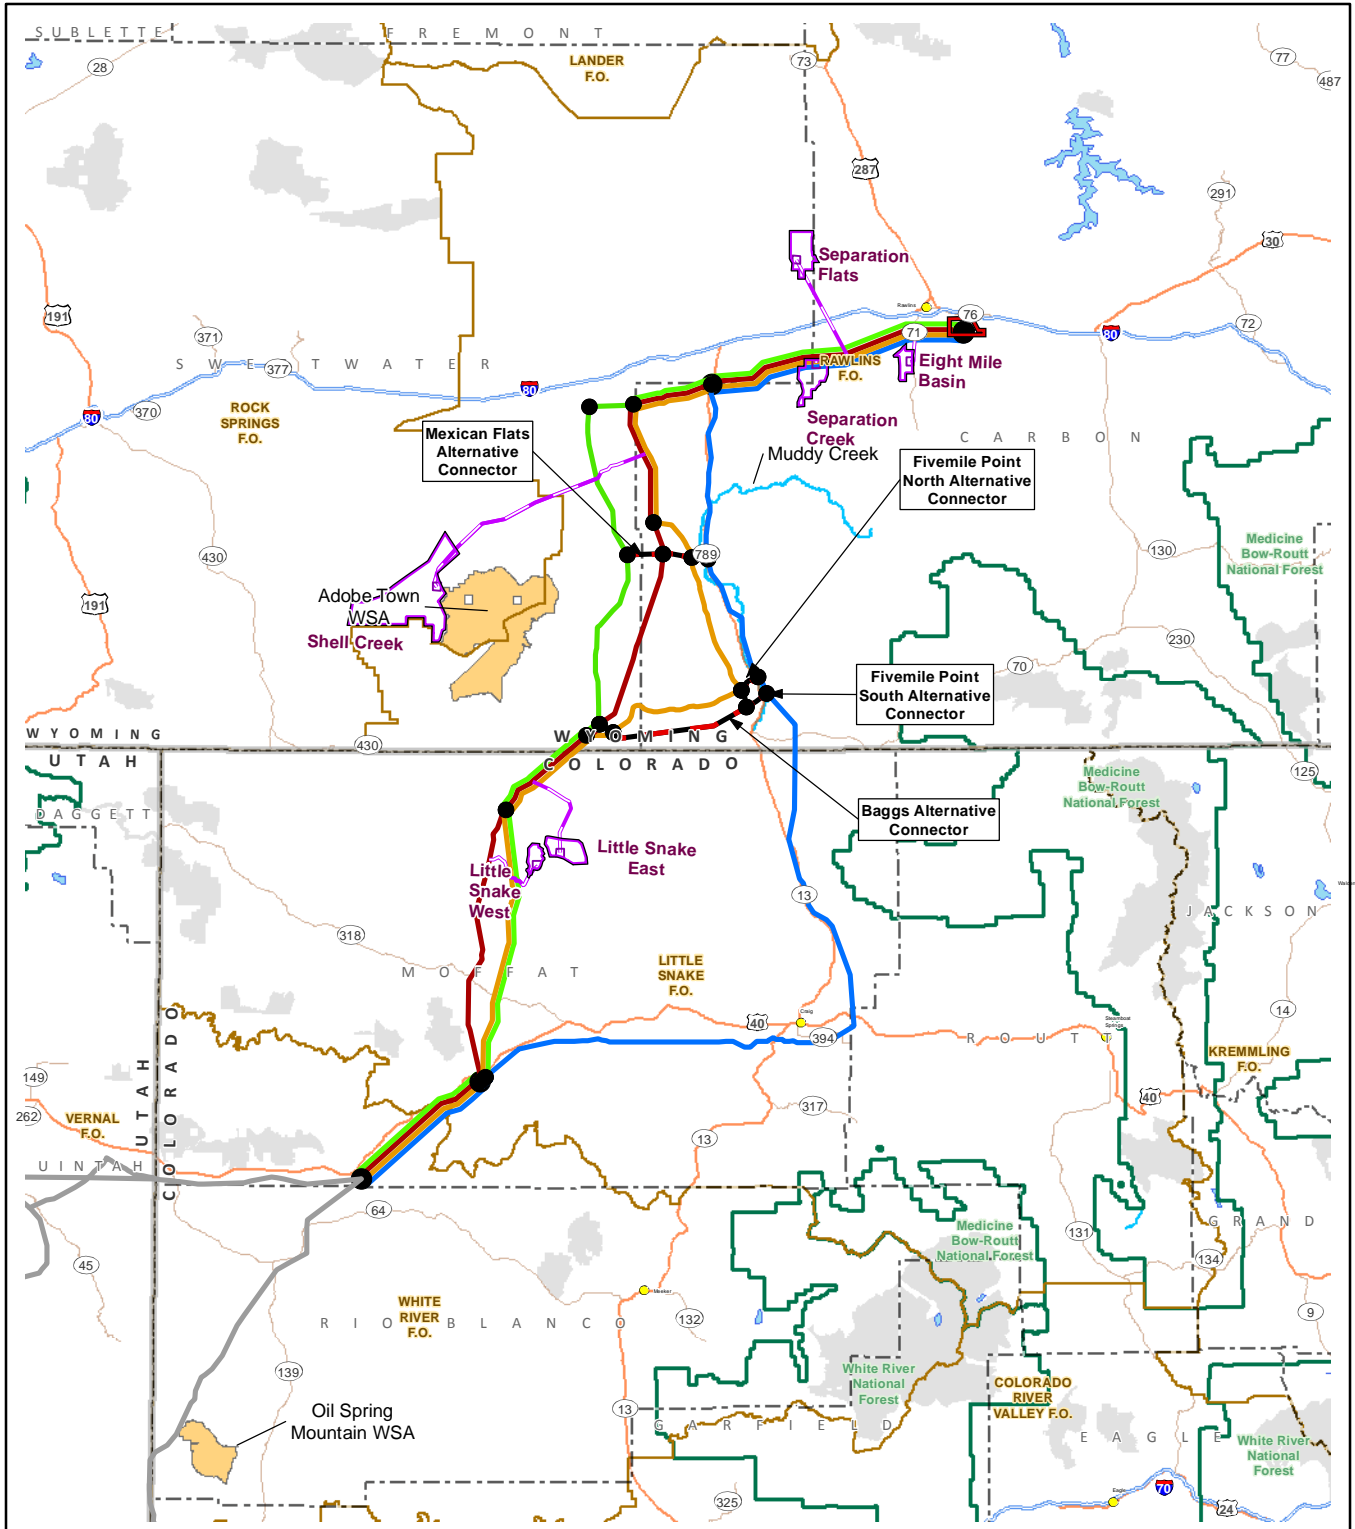 SUBLETTE
FREMONT
LANDER
F.O.
28
73
77
487
287
291
30
191
Separation
Flats
Rawlins
76
71
80
72
371
SWEETWATER
377
80
RAWLINS
F.O.
Eight Mile
Basin
370
80
ROCK
SPRINGS
F.O.
Separation
Creek
CARBON
Mexican Flats
Alternative
Connector
Muddy Creek
Fivemile Point
North Alternative
Connector
430
789
130
Medicine
Bow-Routt
National Forest
191
Adobe Town
WSA
Shell Creek
230
70
Fivemile Point
South Alternative
Connector
WYOMING
UTAH
430
WYOMING
COLORADO
125
DAGGETT
Medicine
Bow-Routt
National Forest
Baggs Alternative
Connector
Little Snake
East
Little
Snake
West
13
Walden
JACKSON
318
MOFFAT
LITTLE
SNAKE
F.O.
14
40
Craig
394
Steamboat
Springs
ROUTT
KREMMLING
F.O.
UTAH
COLORADO
149
262
VERNAL
F.O.
UINTAH
40
317
13
64
131
GRAND
134
Medicine
Bow-Routt
National Forest
45
Meeker
132
9
WHITE
RIVER
F.O.
RIO BLANCO
139
White River
National
Forest
COLORADO
RIVER
VALLEY F.O.
Oil Spring
Mountain WSA
13
GARFIELD
EAGLE
White River
National
Forest
325
Eagle
70
24